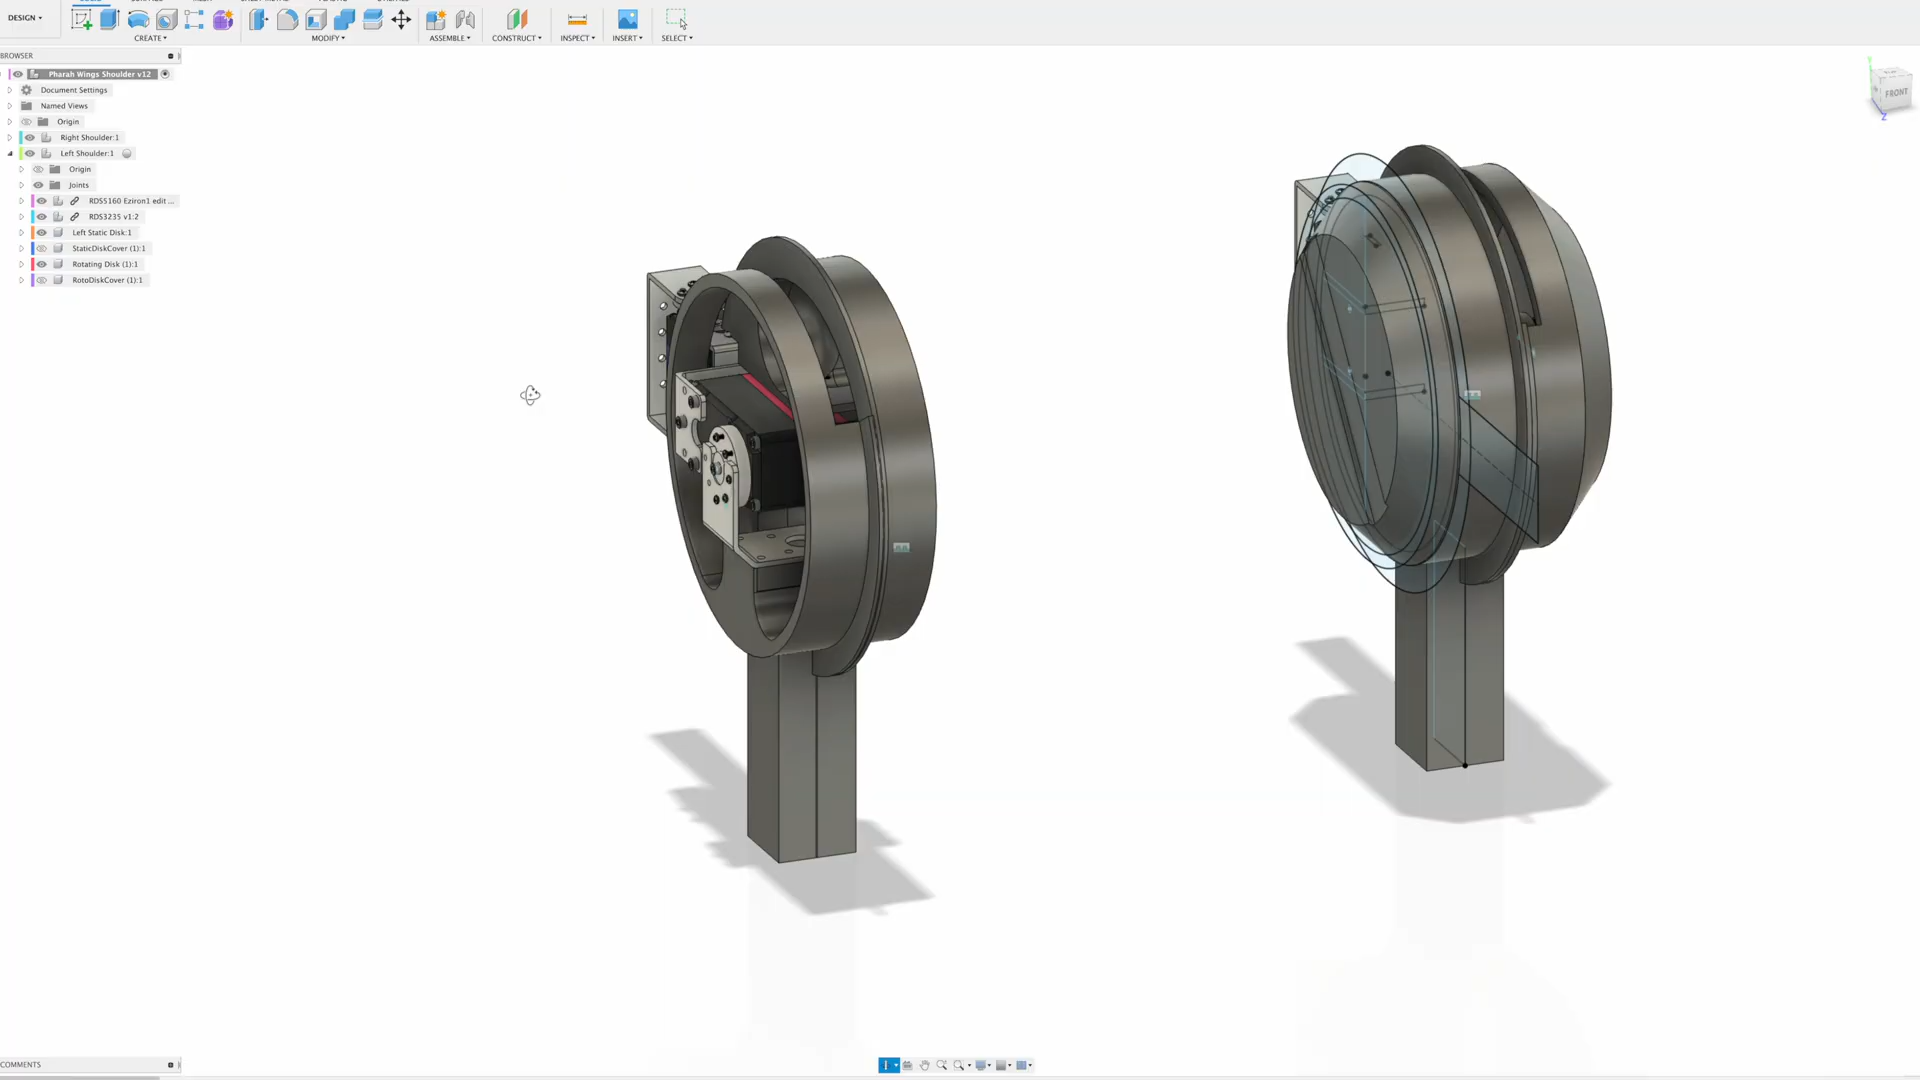 DESIGN
CREATE
MODIFY
ASSEMBLE
CONSTRUCT
INSPECT
INSERT
SELECT
BROWSER
Pharah Wings Shoulder v12
Document Settings
Named Views
Origin
Right Shoulder:1
Left Shoulder:1
Origin
Joints
RDS5160 Eziron1 edit ...
RDS3235 v1:2
Left Static Disk:1
StaticDiskCover (1):1
Rotating Disk (1):1
RotoDiskCover (1):1
FRONT
Z
COMMENTS